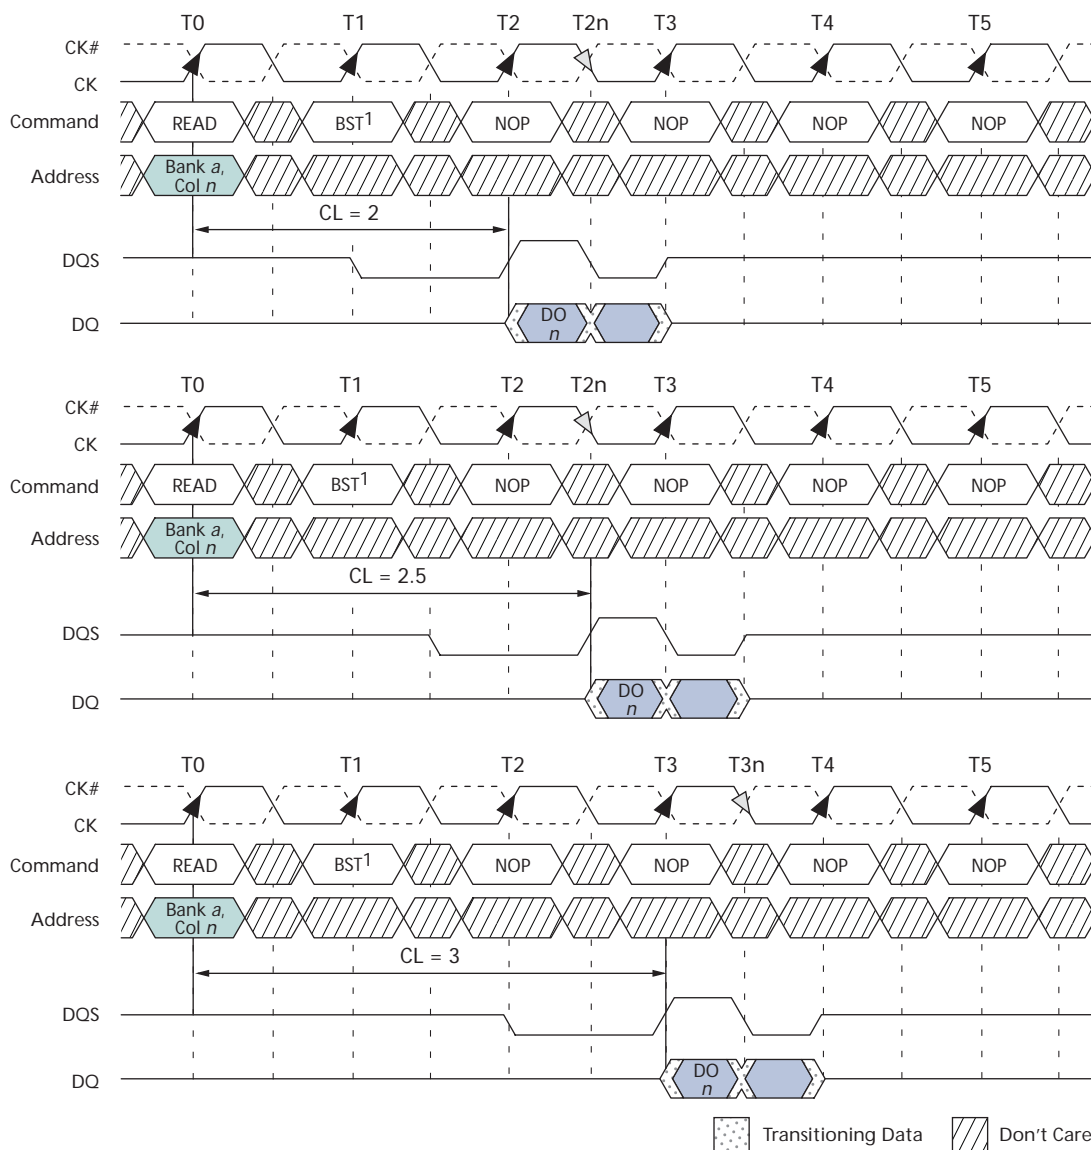 T0 T1 T2 T2n T3 T4 T5
CK#
CK
Command READ BST1 NOP NOP NOP NOP
Address Bank a,
Col n
CL = 2
DQS
DQ DO
n
T0 T1 T2 T2n T3 T4 T5
CK#
CK
Command READ BST1 NOP NOP NOP NOP
Address Bank a,
Col n
CL = 2.5
DQS
DQ DO
n
T0 T1 T2 T3 T3n T4 T5
CK#
CK
Command READ BST1 NOP NOP NOP NOP
Address Bank a,
Col n
CL = 3
DQS
DQ DO
n
Transitioning Data Don't Care